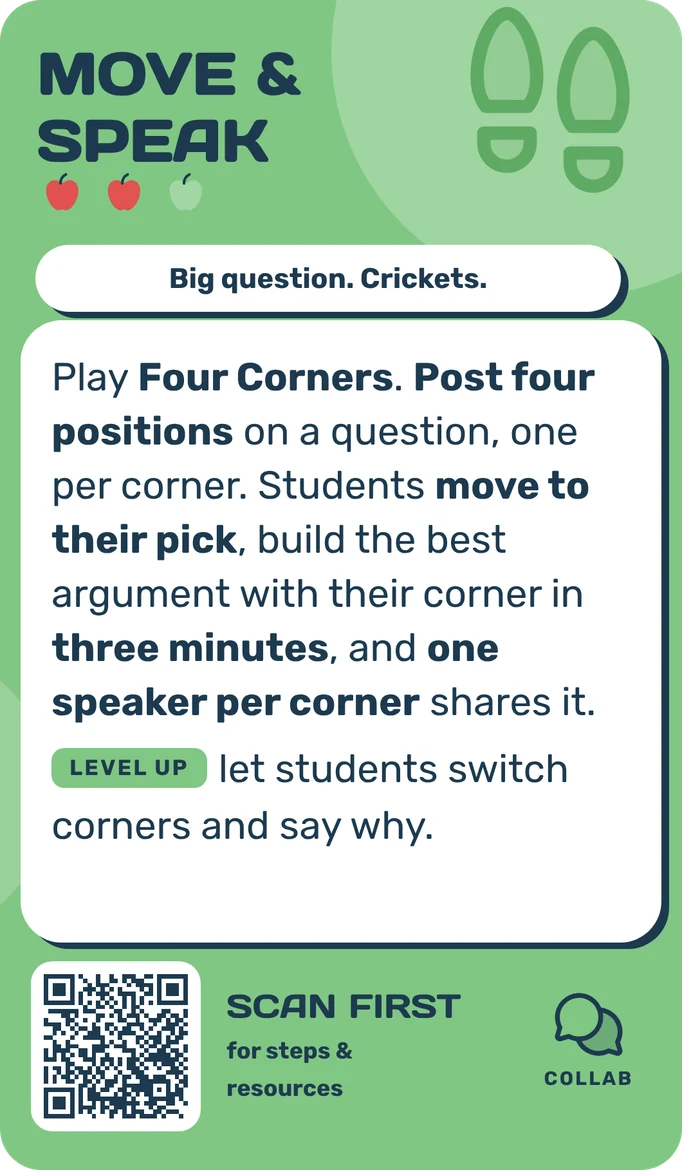 MOVE &
SPEAK
Big question. Crickets.
Play Four Corners. Post four
positions on a question, one
per corner. Students move to
their pick, build the best
argument with their corner in
three minutes, and one
speaker per corner shares it.
LEVEL UP let students switch
corners and say why.
SCAN FIRST
for steps &
resources
COLLAB